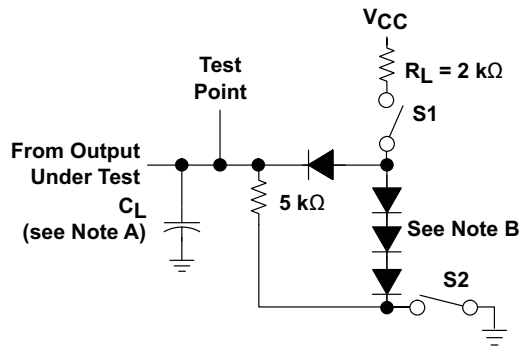 VCC
RL = 2 kΩ
S1
Test
Point
From Output
Under Test
CL
(see Note A)
5 kΩ
See Note B
S2